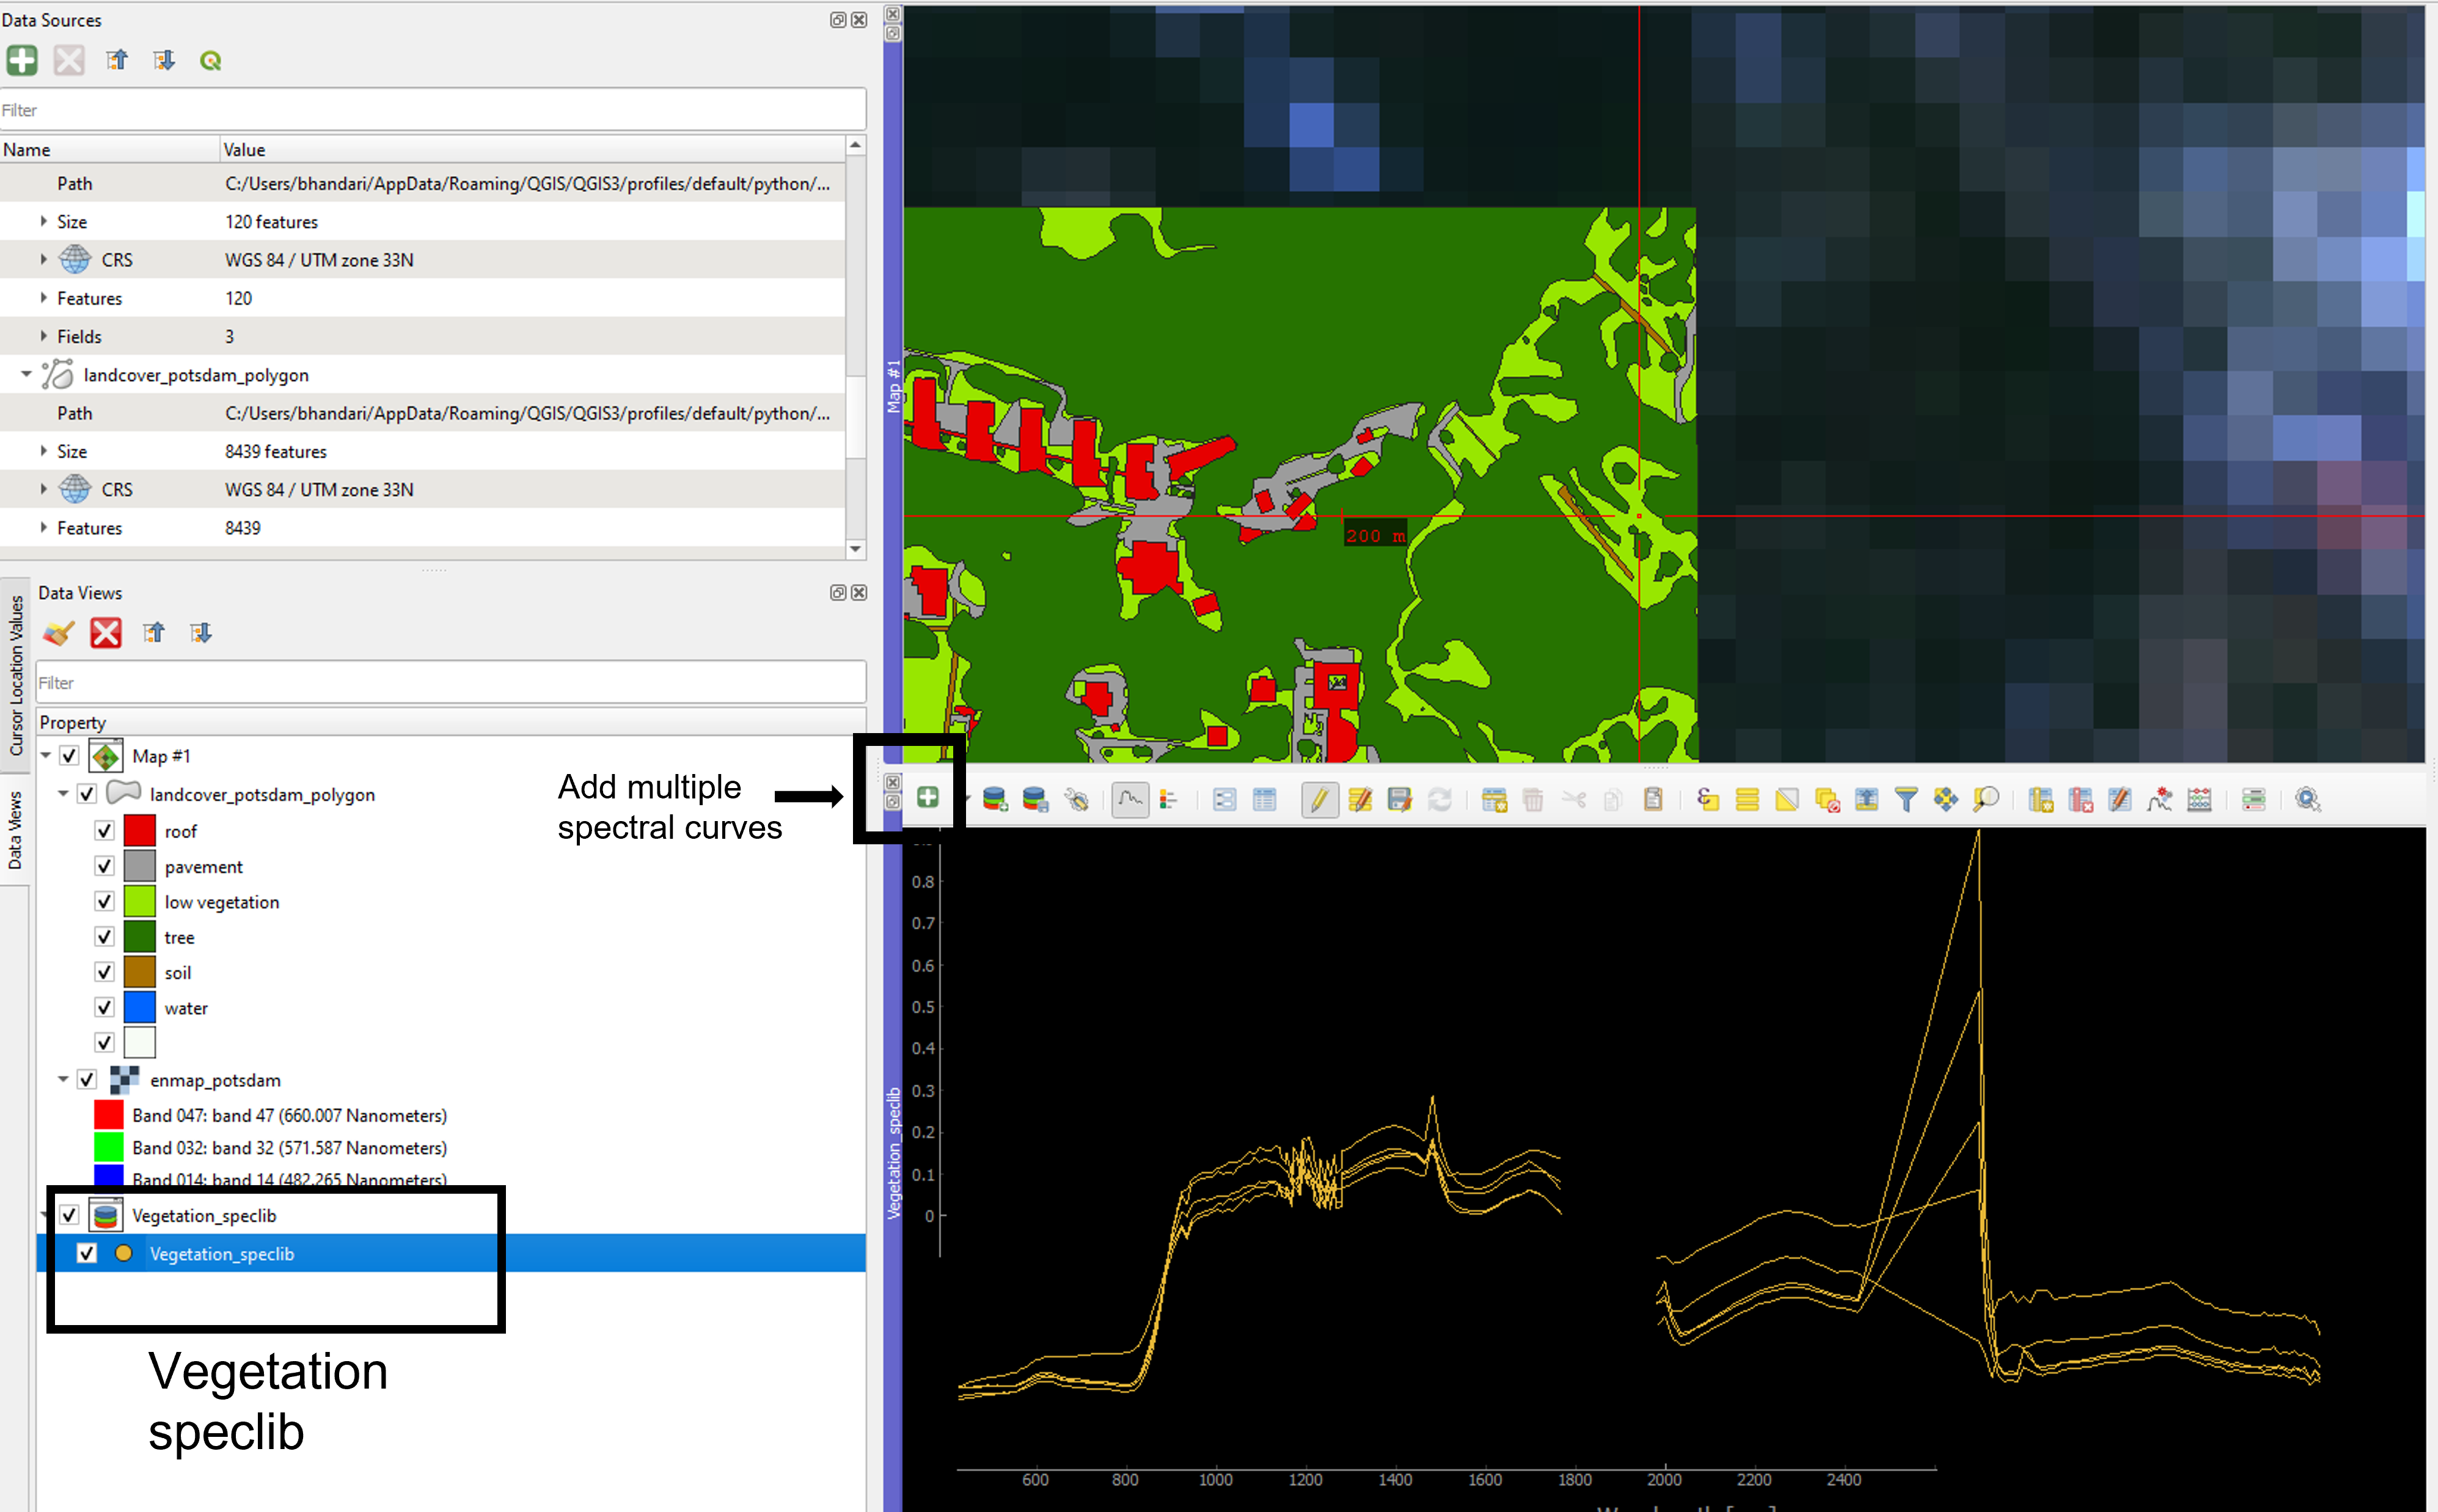 Data Sources
Filter
Name Value
Path C:/Users/bhandari/AppData/Roaming/QGIS/QGIS3/profiles/default/python/...
Size 120 features
CRS WGS 84 / UTM zone 33N
Features 120
Fields 3
landcover_potsdam_polygon
Path C:/Users/bhandari/AppData/Roaming/QGIS/QGIS3/profiles/default/python/...
Size 8439 features
CRS WGS 84 / UTM zone 33N
Features 8439
Cursor Location Values
Data Views
Data Views
Filter
Property
Map #1
landcover_potsdam_polygon
roof
pavement
low vegetation
tree
soil
water
enmap_potsdam
Band 047: band 47 (660.007 Nanometers)
Band 032: band 32 (571.587 Nanometers)
Band 014: band 14 (482.265 Nanometers)
Vegetation_speclib
Vegetation_speclib
Vegetation
speclib
Add multiple
spectral curves
Map #1
200 m
Vegetation_speclib
0.8
0.7
0.6
0.5
0.4
0.3
0.2
0.1
0
600 800 1000 1200 1400 1600 1800 2000 2200 2400